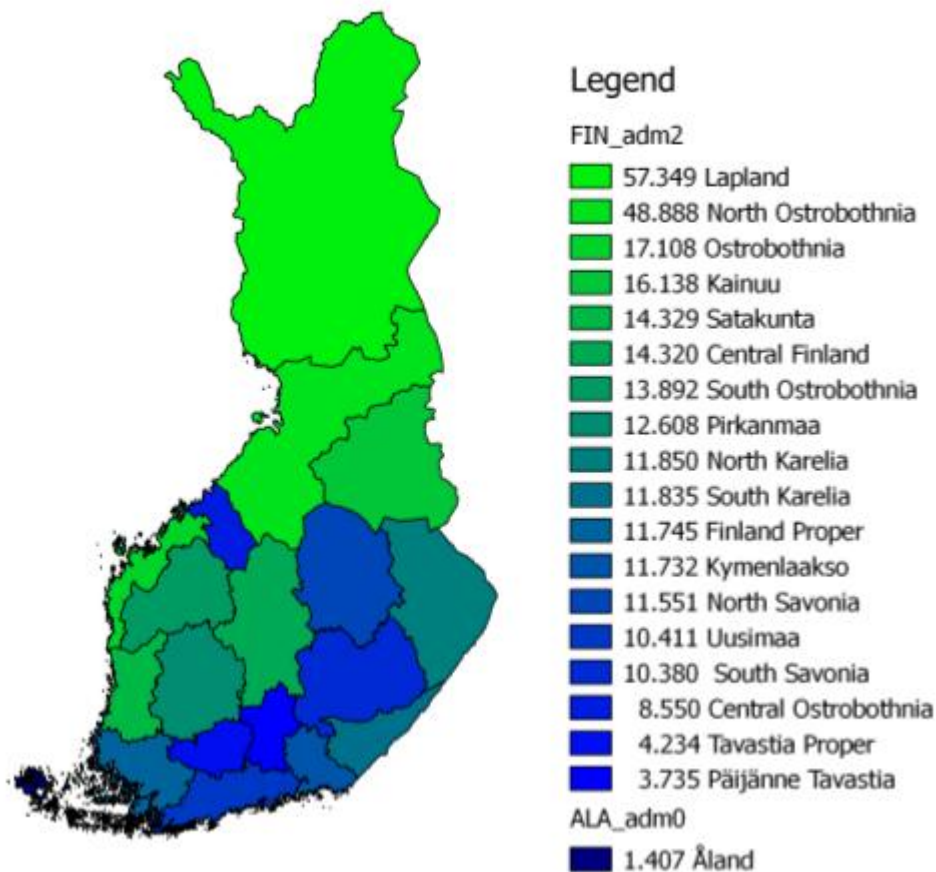 Legend
FIN_adm2
57.349 Lapland
48.888 North Ostrobothnia
17.108 Ostrobothnia
16.138 Kainuu
14.329 Satakunta
14.320 Central Finland
13.892 South Ostrobothnia
12.608 Pirkanmaa
11.850 North Karelia
11.835 South Karelia
11.745 Finland Proper
11.732 Kymenlaakso
11.551 North Savonia
10.411 Uusimaa
10.380 South Savonia
8.550 Central Ostrobothnia
4.234 Tavastia Proper
3.735 Päijänne Tavastia
ALA_adm0
1.407 Åland